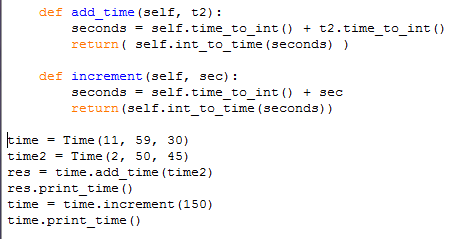 def add_time(self, t2):
seconds = self.time_to_int() + t2.time_to_int()
return( self.int_to_time(seconds) )
def increment(self, sec):
seconds = self.time_to_int() + sec
return(self.int_to_time(seconds))
time = Time(11, 59, 30)
time2 = Time(2, 50, 45)
res = time.add_time(time2)
res.print_time()
time = time.increment(150)
time.print_time()